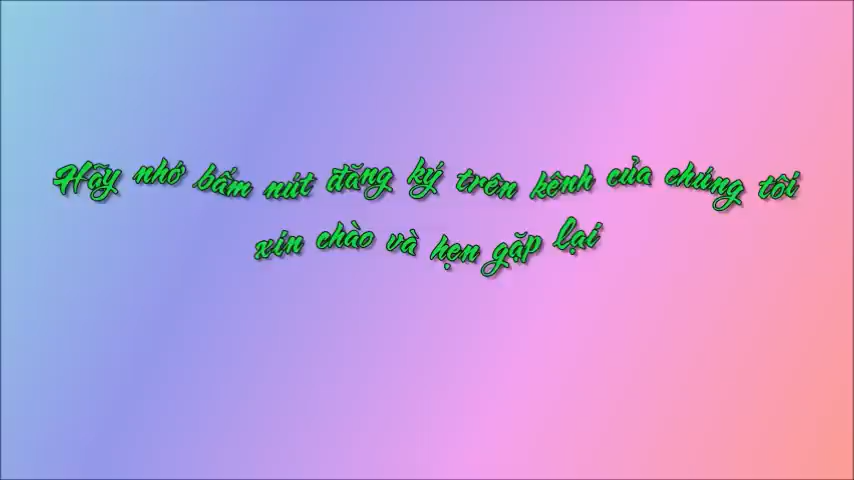 Hãy nhớ bấm nút đăng ký trên kênh của chúng tôi
xin chào và hẹn gặp lại